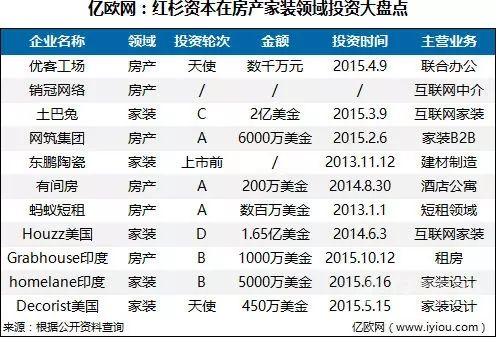 亿欧网：红杉资本在房产家装领域投资大盘点
企业名称 领域 投资轮次 金额 投资时间 主营业务
优客工场 房产 天使 数千万元 2015.4.9 联合办公
销冠网络 房产 / / / 互联网中介
土巴兔 家装 C 2亿美金 2015.3.9 互联网家装
网筑集团 房产 A 6000万美金 2015.2.6 家装B2B
东鹏陶瓷 家装 上市前 / 2013.11.12 建材制造
有间房 房产 A 200万美金 2014.8.30 酒店公寓
蚂蚁短租 房产 A 数百万美金 2013.1.1 短租领域
Houzz美国 家装 D 1.65亿美金 2014.6.3 互联网家装
Grabhouse印度 房产 B 1000万美金 2015.10.12 租房
homelane印度 家装 B 5000万美金 2015.6.16 家装设计
Decorist美国 家装 天使 450万美金 2015.5.15 家装设计
来源：根据公开资料查询 亿欧网（www.iyiou.com）